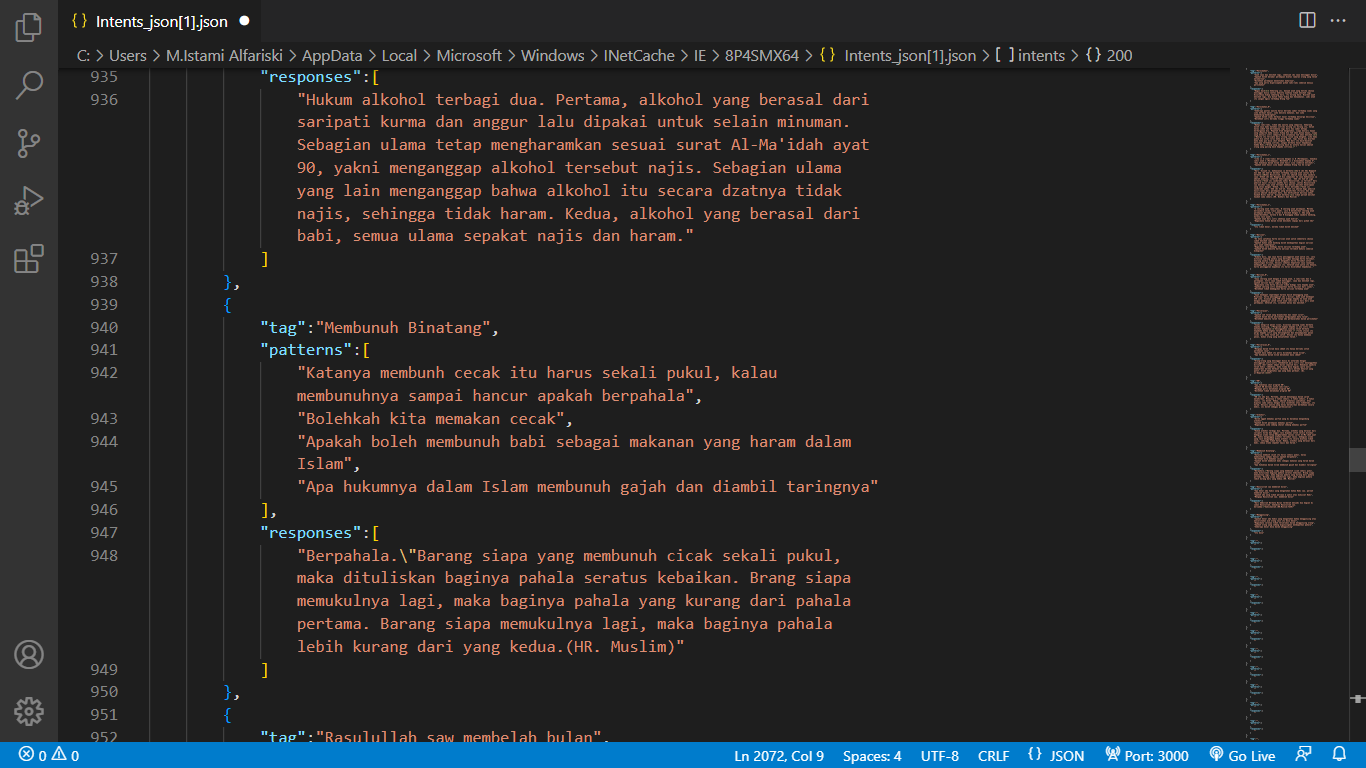 {} Intents_json[1].json ●
C: > Users > M.Istami Alfariski > AppData > Local > Microsoft > Windows > INetCache > IE > 8P4SMX64 > {} Intents_json[1].json > [ ] intents > {} 200
935 "responses":[
936 "Hukum alkohol terbagi dua. Pertama, alkohol yang berasal dari
saripati kurma dan anggur lalu dipakai untuk selain minuman.
Sebagian ulama tetap mengharamkan sesuai surat Al-Ma'idah ayat
90, yakni menganggap alkohol tersebut najis. Sebagian ulama
yang lain menganggap bahwa alkohol itu secara dzatnya tidak
najis, sehingga tidak haram. Kedua, alkohol yang berasal dari
babi, semua ulama sepakat najis dan haram."
937 ]
938 },
939 {
940 "tag":"Membunuh Binatang",
941 "patterns":[
942 "Katanya membunh cecak itu harus sekali pukul, kalau
membunuhnya sampai hancur apakah berpahala",
943 "Bolehkah kita memakan cecak",
944 "Apakah boleh membunuh babi sebagai makanan yang haram dalam
Islam",
945 "Apa hukumnya dalam Islam membunuh gajah dan diambil taringnya"
946 ],
947 "responses":[
948 "Berpahala.\"Barang siapa yang membunuh cicak sekali pukul,
maka dituliskan baginya pahala seratus kebaikan. Brang siapa
memukulnya lagi, maka baginya pahala yang kurang dari pahala
pertama. Barang siapa memukulnya lagi, maka baginya pahala
lebih kurang dari yang kedua.(HR. Muslim)"
949 ]
950 },
951 {
952 "tag":"Rasulullah saw membelah bulan",
0 0 Ln 2072, Col 9 Spaces: 4 UTF-8 CRLF {} JSON Port: 3000 Go Live